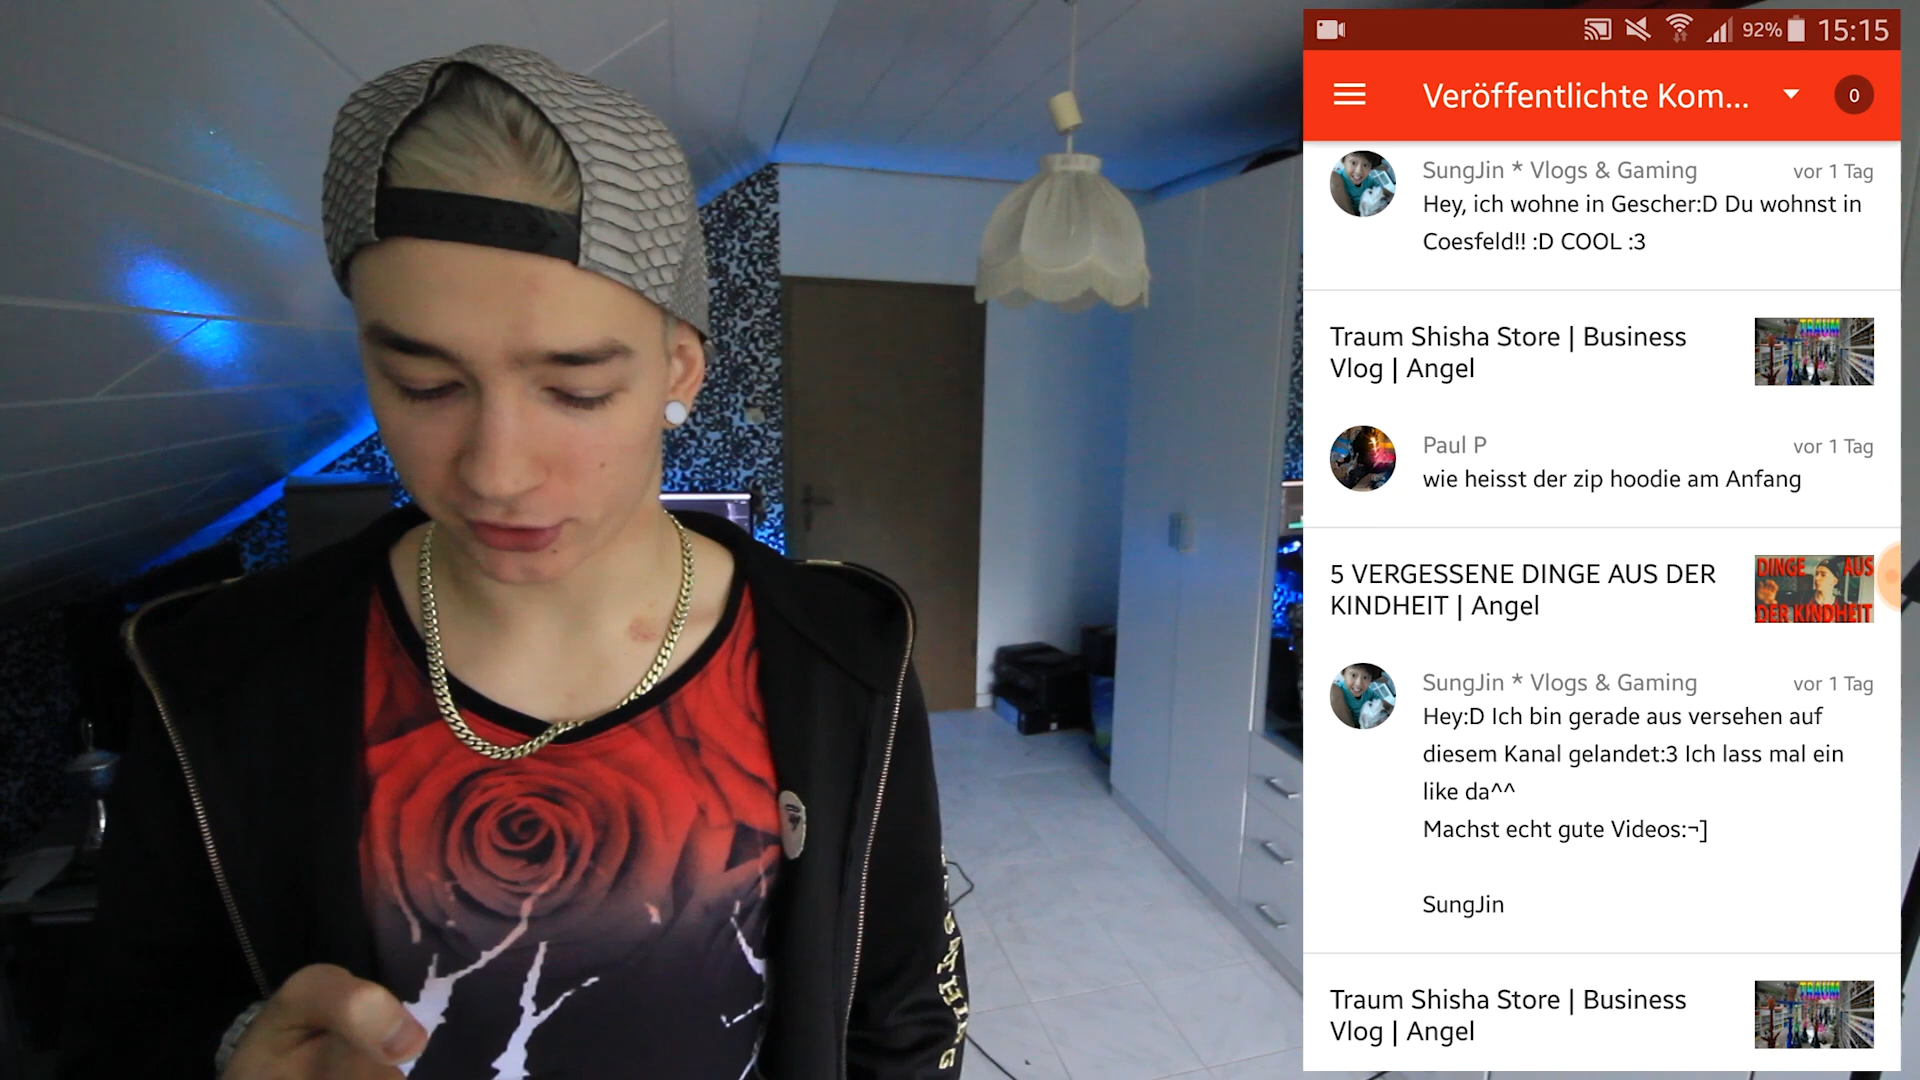 92% 15:15
Veröffentlichte Kom... 0
SungJin * Vlogs & Gaming vor 1 Tag
Hey, ich wohne in Gescher:D Du wohnst in
Coesfeld!! :D COOL :3
Traum Shisha Store | Business
Vlog | Angel
TRAUM
Paul P vor 1 Tag
wie heisst der zip hoodie am Anfang
5 VERGESSENE DINGE AUS DER
KINDHEIT | Angel
DINGE AUS
DER KINDHEIT
SungJin * Vlogs & Gaming vor 1 Tag
Hey:D Ich bin gerade aus versehen auf
diesem Kanal gelandet:3 Ich lass mal ein
like da^^
Machst echt gute Videos:¬]
SungJin
Traum Shisha Store | Business
Vlog | Angel
TRAUM